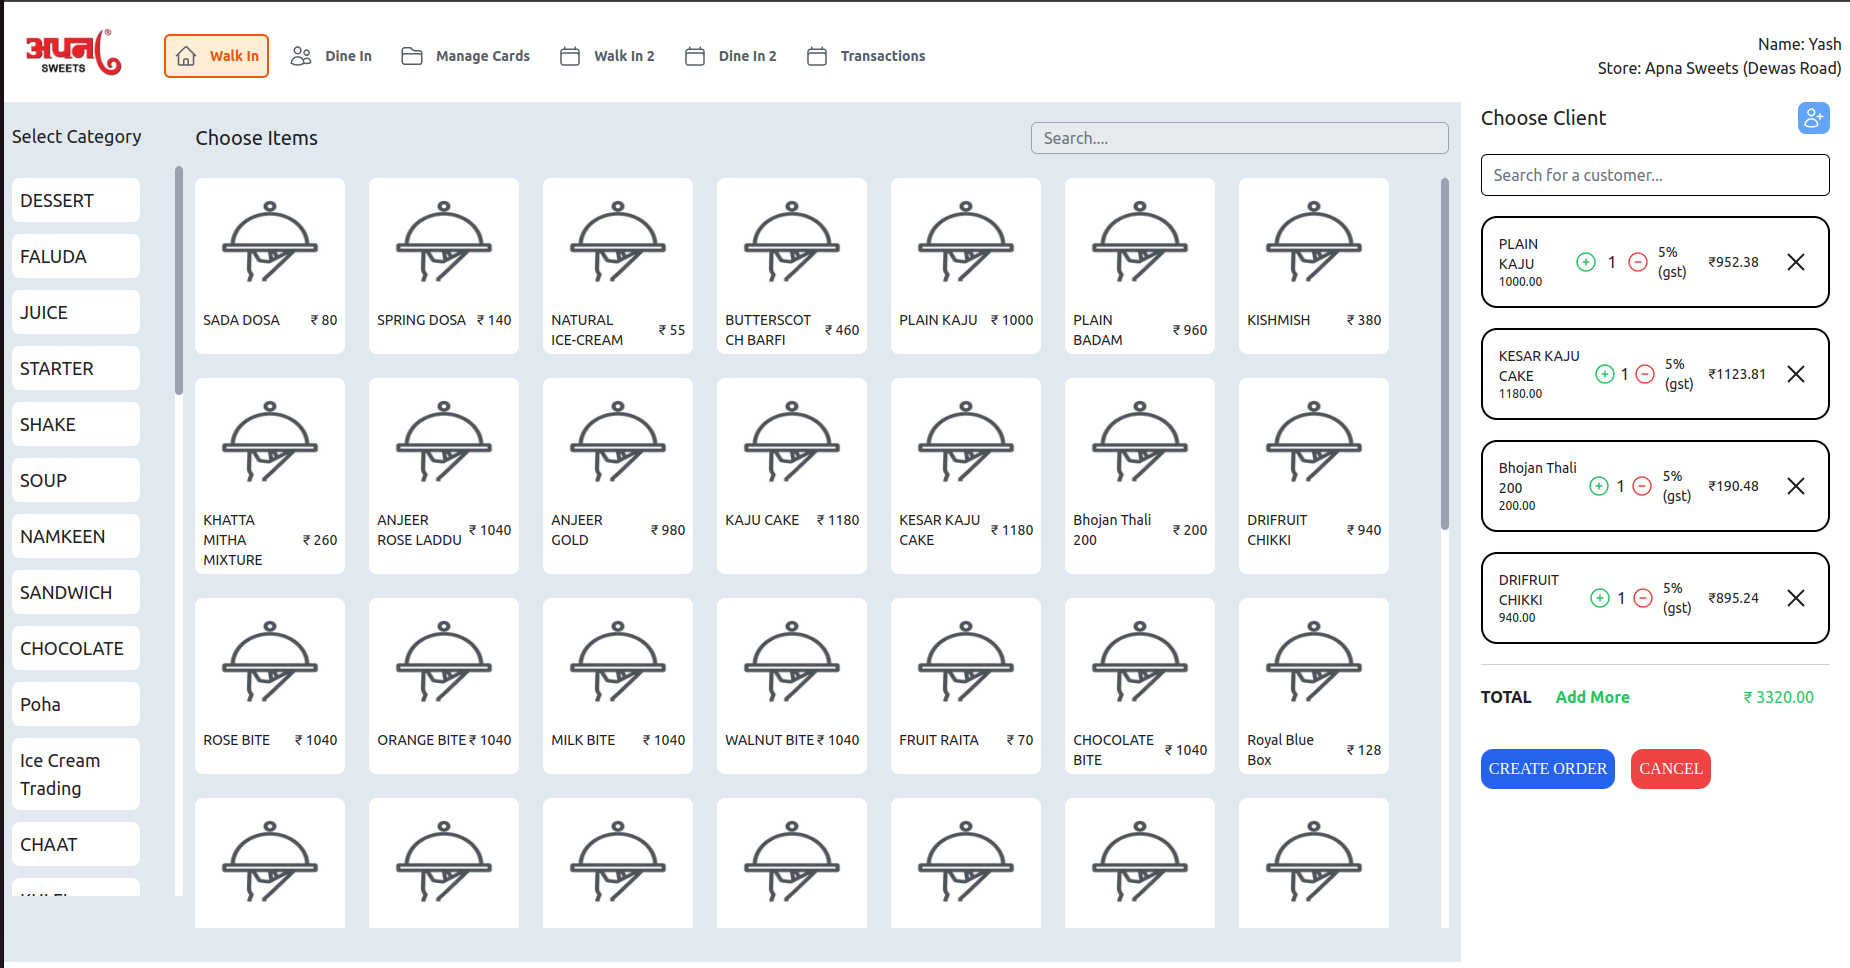 अपना
SWEETS
Walk In
Dine In
Manage Cards
Walk In 2
Dine In 2
Transactions
Name: Yash
Store: Apna Sweets (Dewas Road)
Select Category
DESSERT
FALUDA
JUICE
STARTER
SHAKE
SOUP
NAMKEEN
SANDWICH
CHOCOLATE
Poha
Ice Cream
Trading
CHAAT
Choose Items
Search....
SADA DOSA ₹ 80
SPRING DOSA ₹ 140
NATURAL
ICE-CREAM ₹ 55
BUTTERSCOT
CH BARFI ₹ 460
PLAIN KAJU ₹ 1000
PLAIN
BADAM ₹ 960
KISHMISH ₹ 380
KHATTA
MITHA ₹ 260
MIXTURE
ANJEER
ROSE LADDU ₹ 1040
ANJEER
GOLD ₹ 980
KAJU CAKE ₹ 1180
KESAR KAJU
CAKE ₹ 1180
Bhojan Thali
200 ₹ 200
DRIFRUIT
CHIKKI ₹ 940
ROSE BITE ₹ 1040
ORANGE BITE ₹ 1040
MILK BITE ₹ 1040
WALNUT BITE ₹ 1040
FRUIT RAITA ₹ 70
CHOCOLATE
BITE ₹ 1040
Royal Blue
Box ₹ 128
Choose Client
Search for a customer...
PLAIN
KAJU
1000.00
1
5%
(gst)
₹952.38
KESAR KAJU
CAKE
1180.00
1
5%
(gst)
₹1123.81
Bhojan Thali
200
200.00
1
5%
(gst)
₹190.48
DRIFRUIT
CHIKKI
940.00
1
5%
(gst)
₹895.24
TOTAL Add More ₹ 3320.00
CREATE ORDER CANCEL